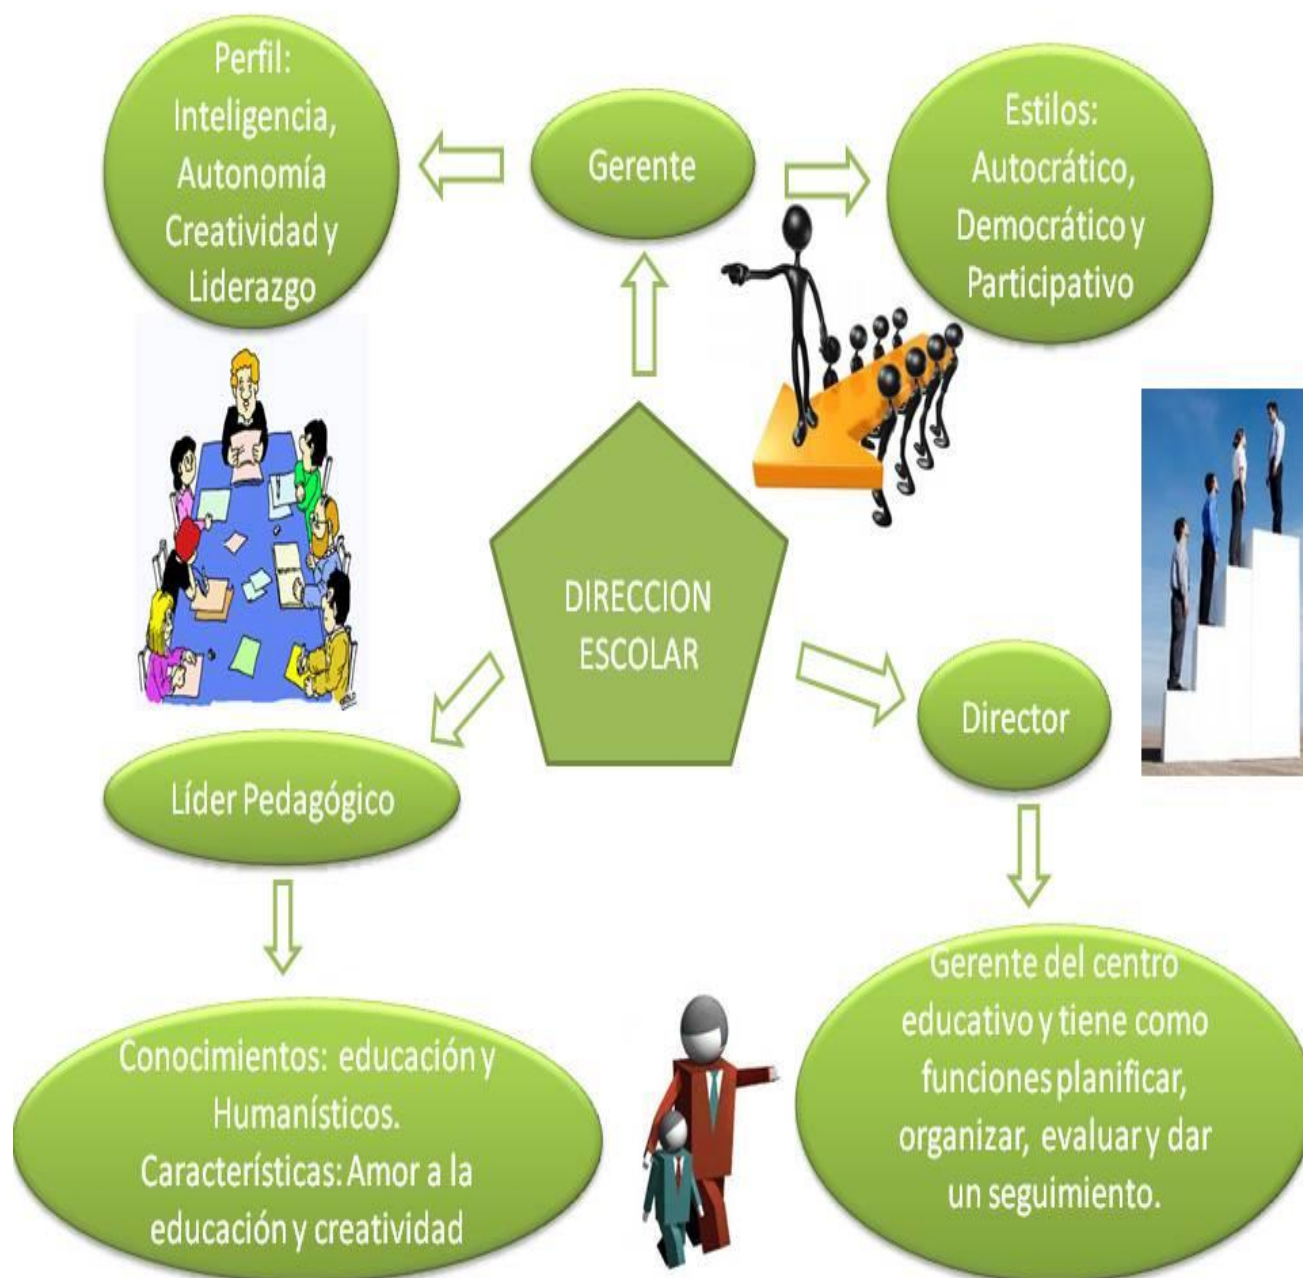 Perfil:
Inteligencia,
Autonomía
Creatividad y
Liderazgo
Gerente
Estilos:
Autocrático,
Democrático y
Participativo
DIRECCION
ESCOLAR
Director
Líder Pedagógico
Gerente del centro
educativo y tiene como
funciones planificar,
organizar, evaluar y dar
un seguimiento.
Conocimientos: educación y
Humanísticos.
Características: Amor a la
educación y creatividad